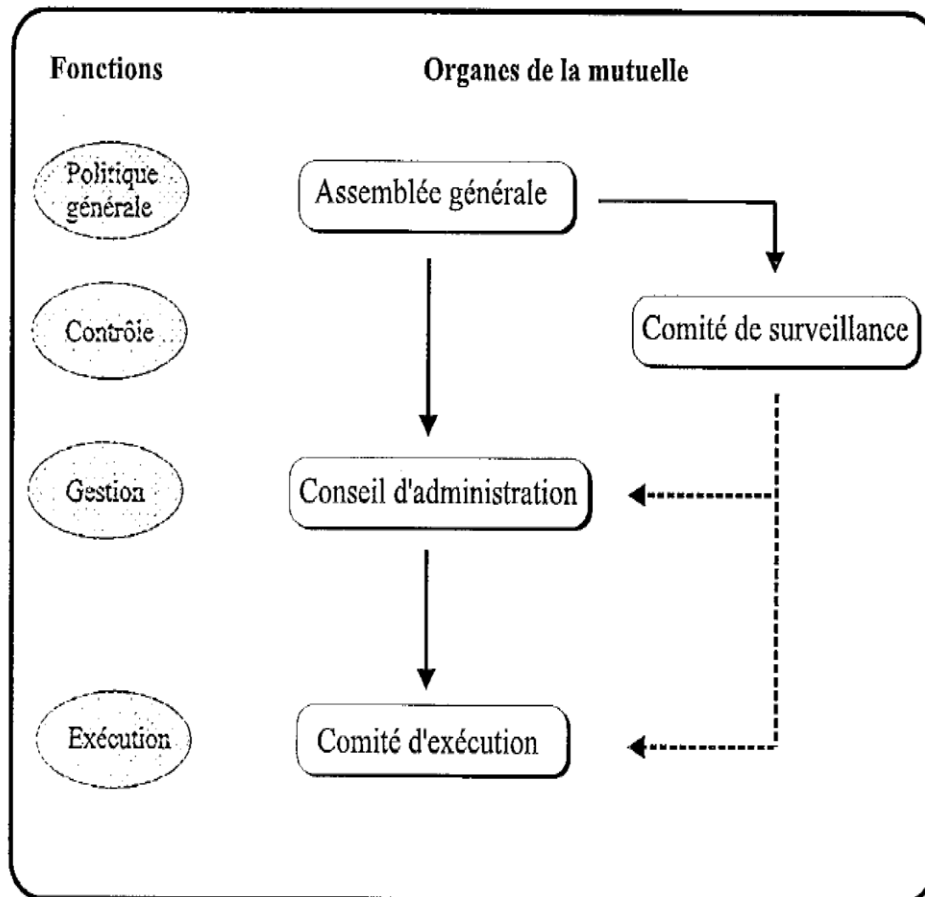 Fonctions
Organes de la mutuelle
Politique
générale
Assemblée générale
Contrôle
Comité de surveillance
Gestion
Conseil d'administration
Exécution
Comité d'exécution